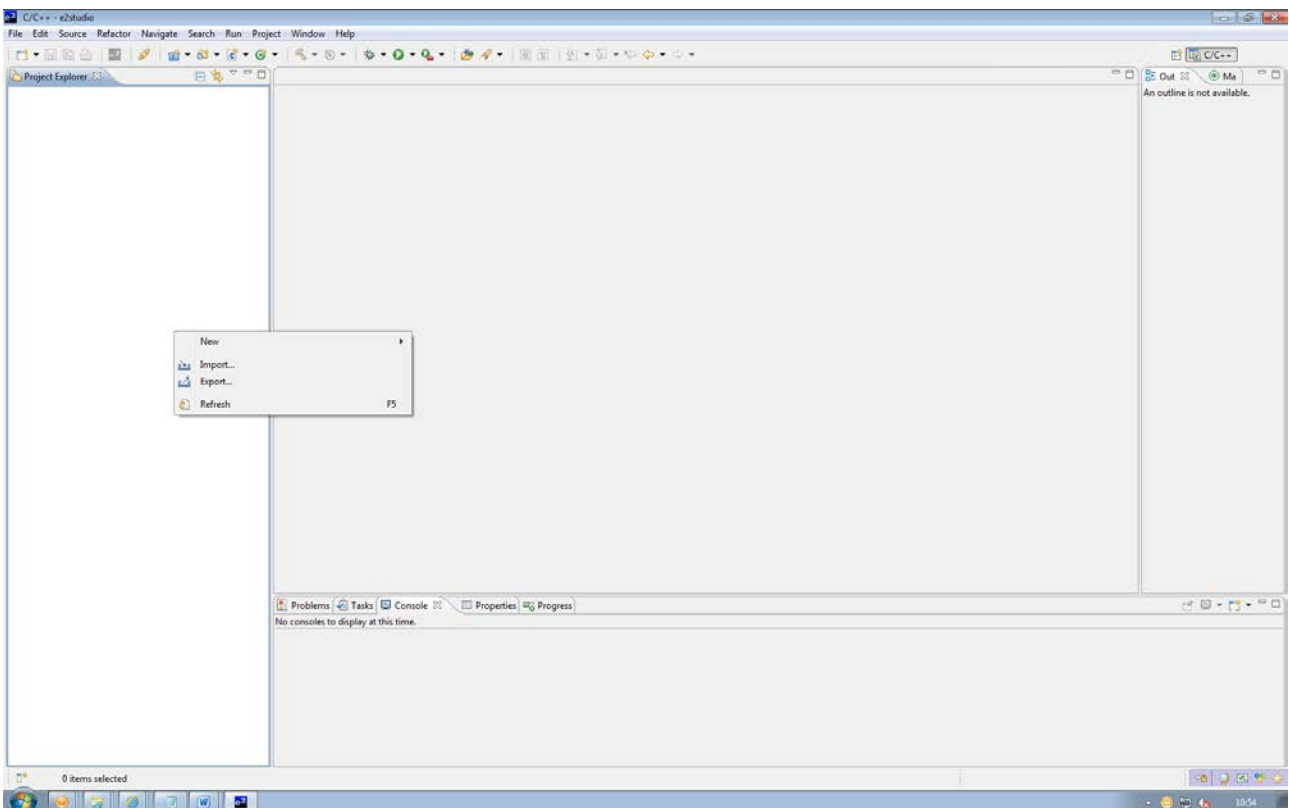 C/C++ - e2studio
File Edit Source Refactor Navigate Search Run Project Window Help
C/C++
Project Explorer
Out
Ma
An outline is not available.
New
Import...
Export...
Refresh F5
Problems Tasks Console Properties Progress
No consoles to display at this time.
0 items selected
10:54